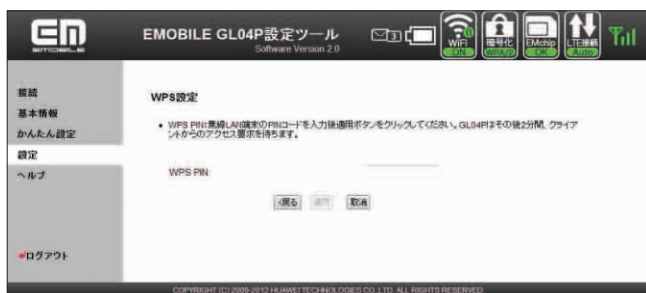 EM
EMOBILE
EMOBILE GL04P設定ツール
Software Version 2.0
3
WiFi
ON
暗号化
WPA/2
EMchip
OK
LTE接続
Auto
接続
基本情報
かんたん設定
設定
ヘルプ
ログアウト
WPS設定
• WPS PIN:無線LAN端末のPINコードを入力後適用ボタンをクリックしてください。GL04Pはその後2分間、クライア
ントからのアクセス要求を待ちます。
WPS PIN:
<戻る 適用 取消
COPYRIGHT (C) 2006-2012 HUAWEI TECHNOLOGIES CO. LTD. ALL RIGHTS RESERVED.